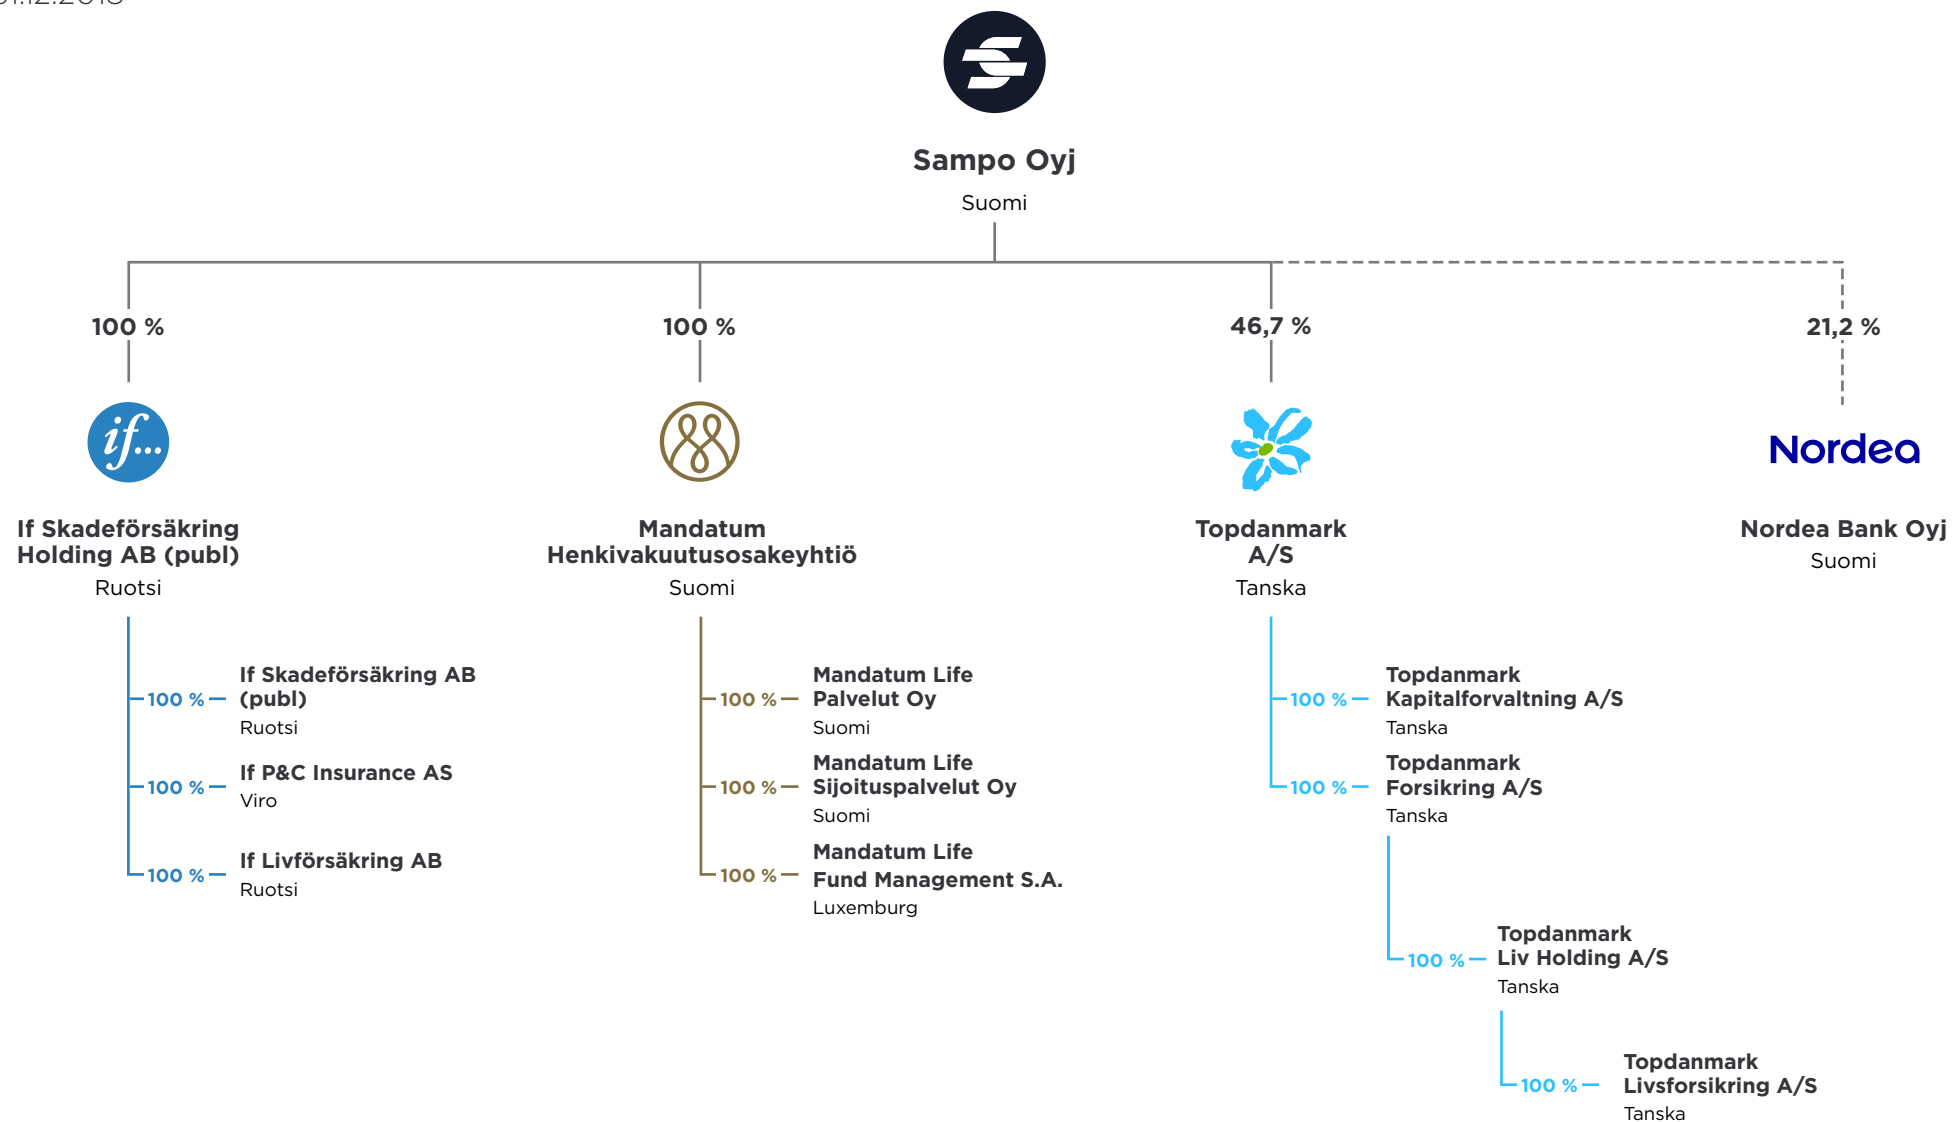 Sampo Oyj
Suomi
100 %
100 %
46,7 %
21,2 %
if...
Nordea
If Skadeförsäkring
Holding AB (publ)
Ruotsi
Mandatum
Henkivakuutusosakeyhtiö
Suomi
Topdanmark
A/S
Tanska
Nordea Bank Oyj
Suomi
100 %
If Skadeförsäkring AB
(publ)
Ruotsi
100 %
If P&C Insurance AS
Viro
100 %
If Livförsäkring AB
Ruotsi
100 %
Mandatum Life
Palvelut Oy
Suomi
100 %
Mandatum Life
Sijoituspalvelut Oy
Suomi
100 %
Mandatum Life
Fund Management S.A.
Luxemburg
100 %
Topdanmark
Kapitalforvaltning A/S
Tanska
100 %
Topdanmark
Forsikring A/S
Tanska
100 %
Topdanmark
Liv Holding A/S
Tanska
100 %
Topdanmark
Livsforsikring A/S
Tanska